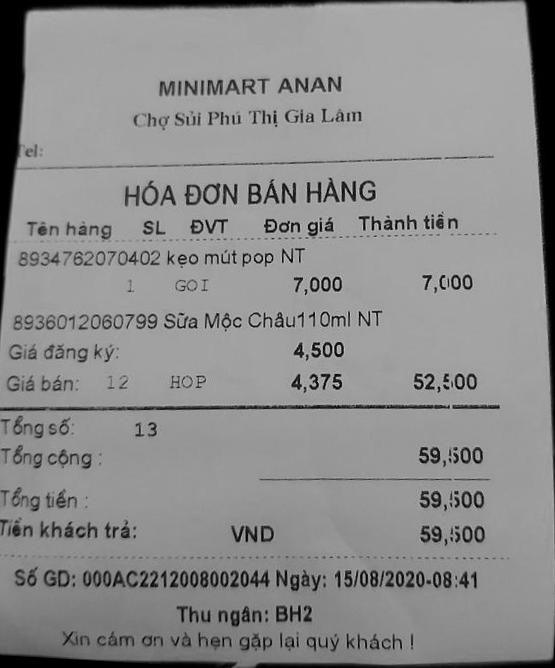 MINIMART ANAN
Chợ Sủi Phú Thị Gia Lâm
Tel:
HÓA ĐƠN BÁN HÀNG
Tên hàng SL ĐVT Đơn giá Thành tiền
8934762070402 kẹo mút pop NT
1 GOI 7,000 7,000
8936012060799 Sữa Mộc Châu110ml NT
Giá đăng ký: 4,500
Giá bán: 12 HOP 4,375 52,500
Tổng số: 13
Tổng cộng : 59,500
Tổng tiền : 59,500
Tiền khách trả: VND 59,500
Số GD: 000AC2212008002044 Ngày: 15/08/2020-08:41
Thu ngân: BH2
Xin cám ơn và hẹn gặp lại quý khách !